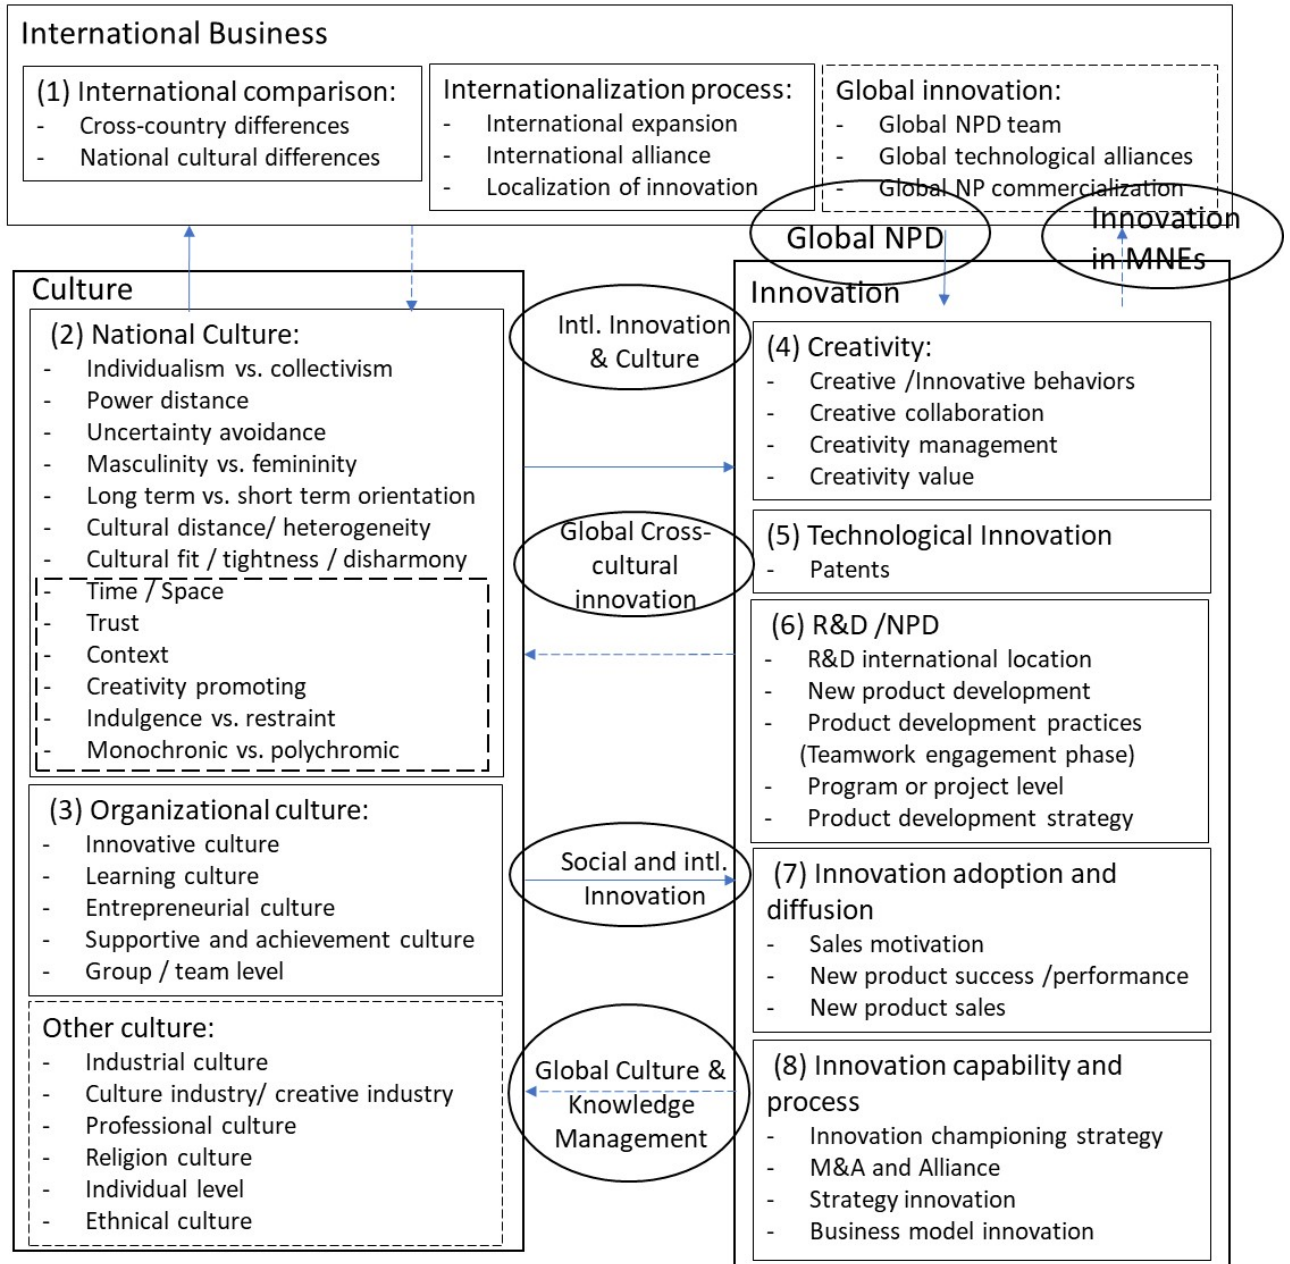 International Business
(1) International comparison:
- Cross-country differences
- National cultural differences
Internationalization process:
- International expansion
- International alliance
- Localization of innovation
Global innovation:
- Global NPD team
- Global technological alliances
- Global NP commercialization
Global NPD
Innovation
in MNEs
Culture
(2) National Culture:
- Individualism vs. collectivism
- Power distance
- Uncertainty avoidance
- Masculinity vs. femininity
- Long term vs. short term orientation
- Cultural distance/ heterogeneity
- Cultural fit / tightness / disharmony
- Time / Space
- Trust
- Context
- Creativity promoting
- Indulgence vs. restraint
- Monochronic vs. polychromic
(3) Organizational culture:
- Innovative culture
- Learning culture
- Entrepreneurial culture
- Supportive and achievement culture
- Group / team level
Other culture:
- Industrial culture
- Culture industry/ creative industry
- Professional culture
- Religion culture
- Individual level
- Ethnical culture
Intl. Innovation
& Culture
Global Cross-
cultural
innovation
Social and intl.
Innovation
Global Culture &
Knowledge
Management
Innovation
(4) Creativity:
- Creative /Innovative behaviors
- Creative collaboration
- Creativity management
- Creativity value
(5) Technological Innovation
- Patents
(6) R&D /NPD
- R&D international location
- New product development
- Product development practices
(Teamwork engagement phase)
- Program or project level
- Product development strategy
(7) Innovation adoption and
diffusion
- Sales motivation
- New product success /performance
- New product sales
(8) Innovation capability and
process
- Innovation championing strategy
- M&A and Alliance
- Strategy innovation
- Business model innovation